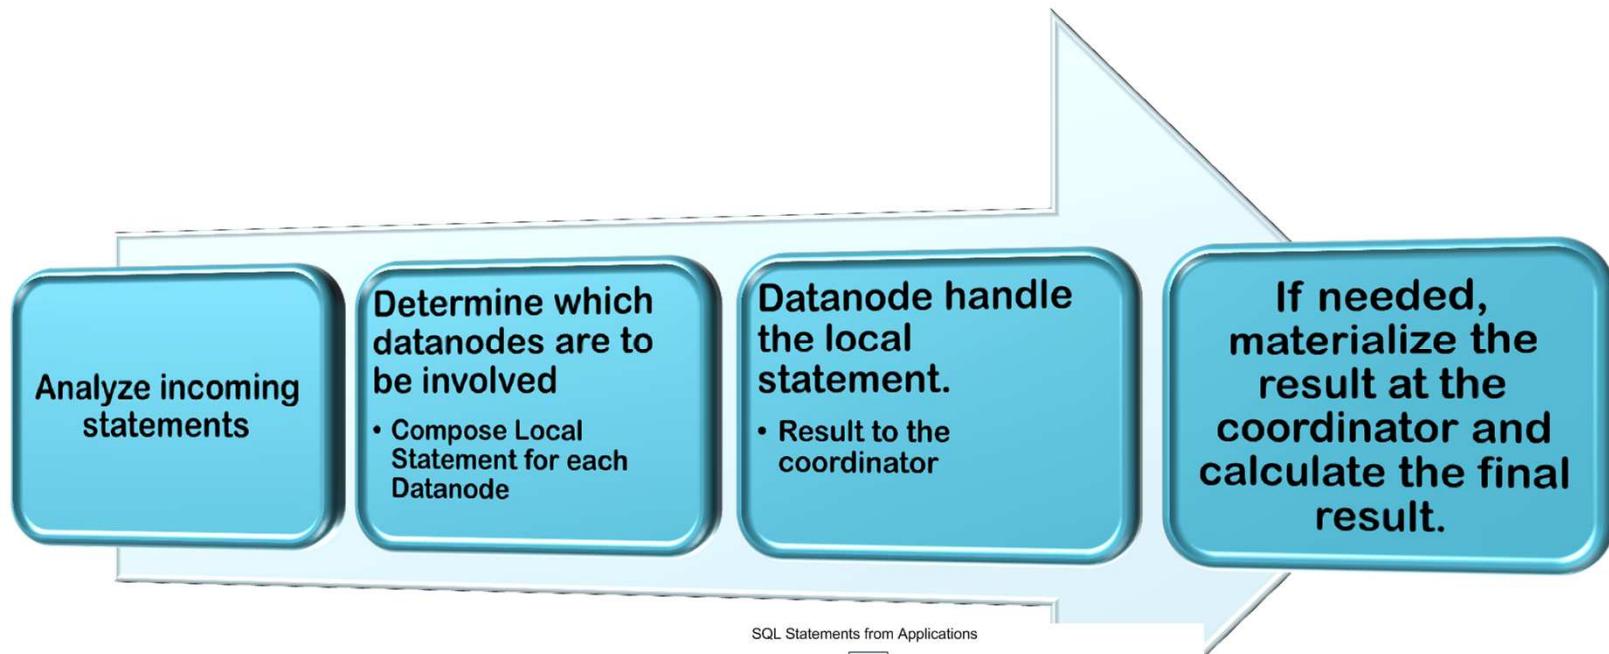 Analyze incoming
statements
Determine which
datanodes are to
be involved
• Compose Local
Statement for each
Datanode
Datanode handle
the local
statement.
• Result to the
coordinator
If needed,
materialize the
result at the
coordinator and
calculate the final
result.
SQL Statements from Applications